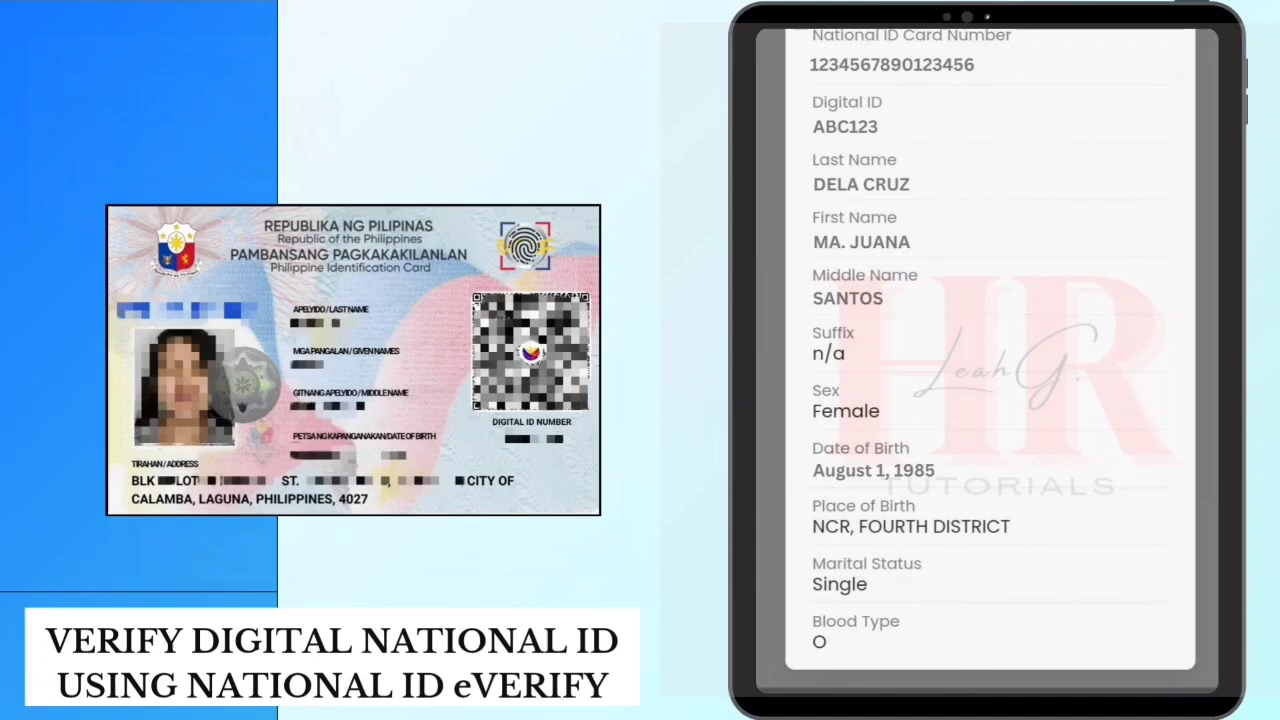 REPUBLIKA NG PILIPINAS
Republic of the Philippines
PAMBANSANG PAGKAKAKILANLAN
Philippine Identification Card
APELYIDO / LAST NAME
MGA PANGALAN / GIVEN NAMES
GITNANG APELYIDO / MIDDLE NAME
PETSA NG KAPANGANAKAN/DATE OF BIRTH
DIGITAL ID NUMBER
TIRAHAN / ADDRESS
BLK LOT ST. CITY OF
CALAMBA, LAGUNA, PHILIPPINES, 4027
VERIFY DIGITAL NATIONAL ID
USING NATIONAL ID eVERIFY
National ID Card Number
1234567890123456
Digital ID
ABC123
Last Name
DELA CRUZ
First Name
MA. JUANA
Middle Name
SANTOS
Suffix
n/a
Sex
Female
Date of Birth
August 1, 1985
Place of Birth
NCR, FOURTH DISTRICT
Marital Status
Single
Blood Type
O
HR
Leah G.
TUTORIALS